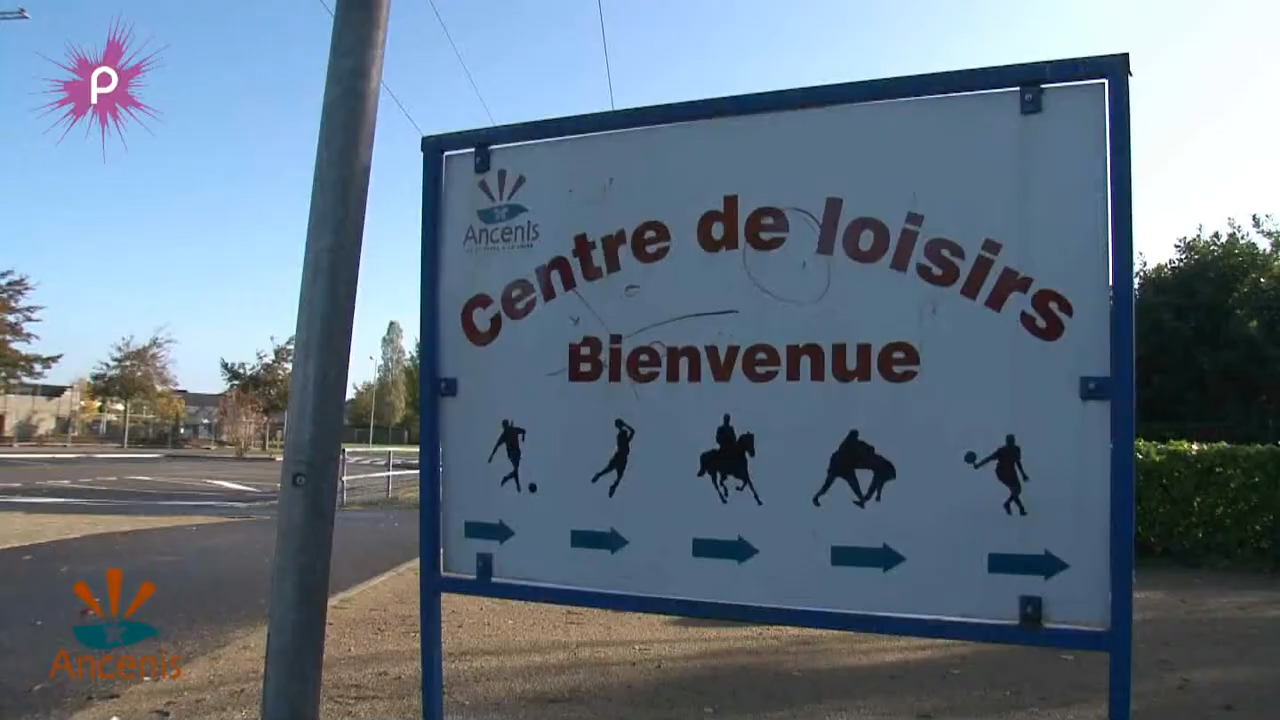 P
Ancenis
Centre de loisirs
Bienvenue
Ancenis